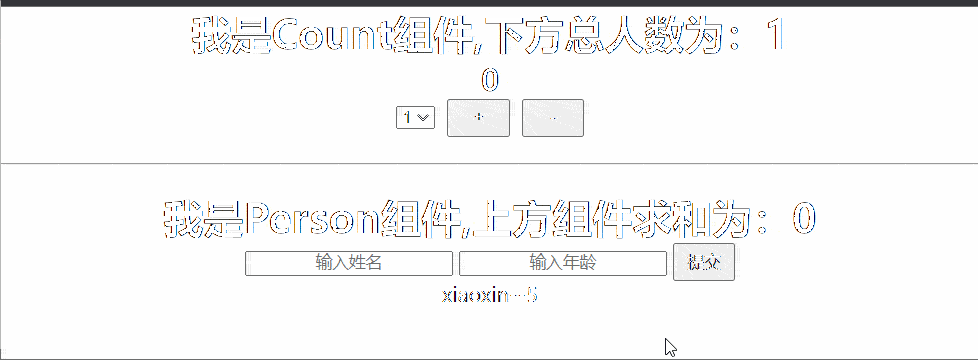 我是Count组件,下方总人数为：1
0
1 + -
我是Person组件,上方组件求和为：0
输入姓名 输入年龄 提交
xiaoxin--5